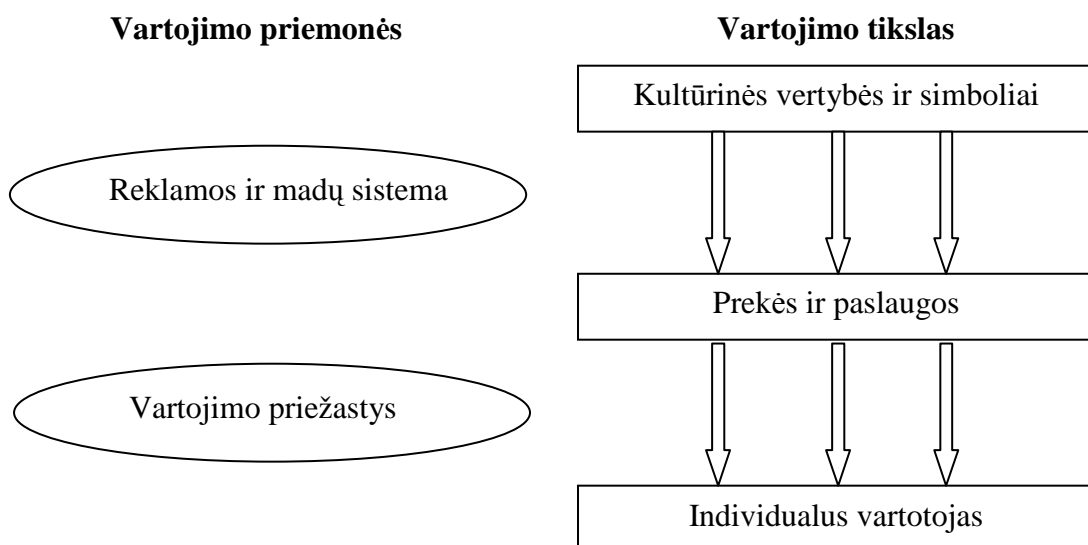 Vartojimo priemonės
Vartojimo tikslas
Kultūrinės vertybės ir simboliai
Reklamos ir madų sistema
Prekės ir paslaugos
Vartojimo priežastys
Individualus vartotojas